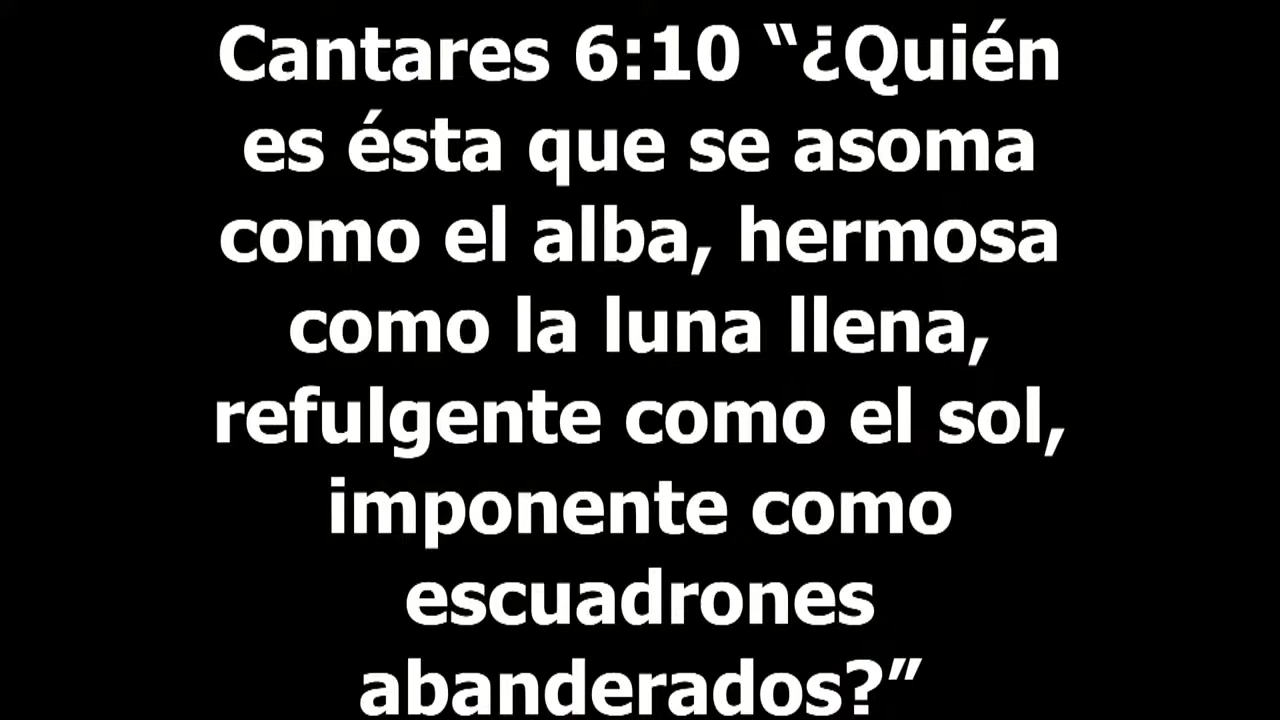 Cantares 6:10 “¿Quién
es ésta que se asoma
como el alba, hermosa
como la luna llena,
refulgente como el sol,
imponente como
escuadrones
abanderados?”